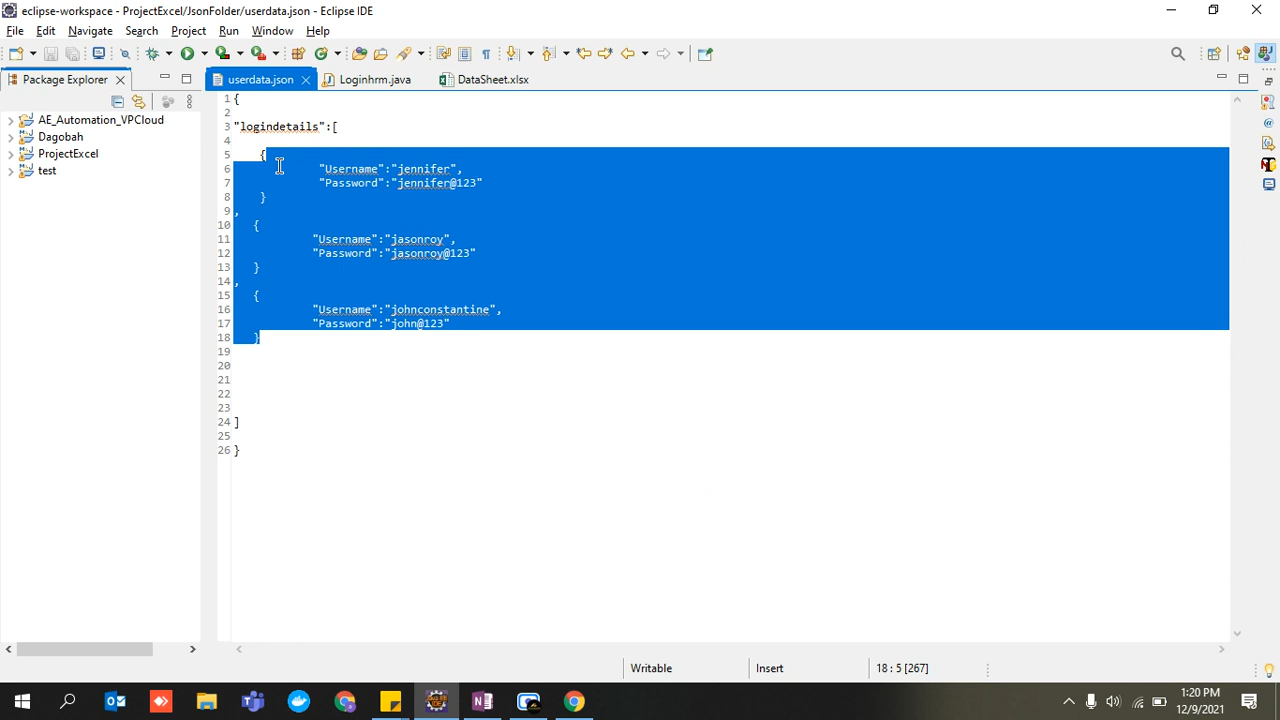 eclipse-workspace - ProjectExcel/JsonFolder/userdata.json - Eclipse IDE
File Edit Navigate Search Project Run Window Help
Package Explorer
userdata.json Loginhrm.java DataSheet.xlsx
AE_Automation_VPCloud
Dagobah
ProjectExcel
test
1 {
2
3 "logindetails":[
4
5 {
6 "Username":"jennifer",
7 "Password":"jennifer@123"
8 }
9 ,
10 {
11 "Username":"jasonroy",
12 "Password":"jasonroy@123"
13 }
14 ,
15 {
16 "Username":"johnconstantine",
17 "Password":"john@123"
18 }
19
20
21
22
23
24 ]
25
26 }
Writable Insert 18 : 5 [267]
1:20 PM
12/9/2021